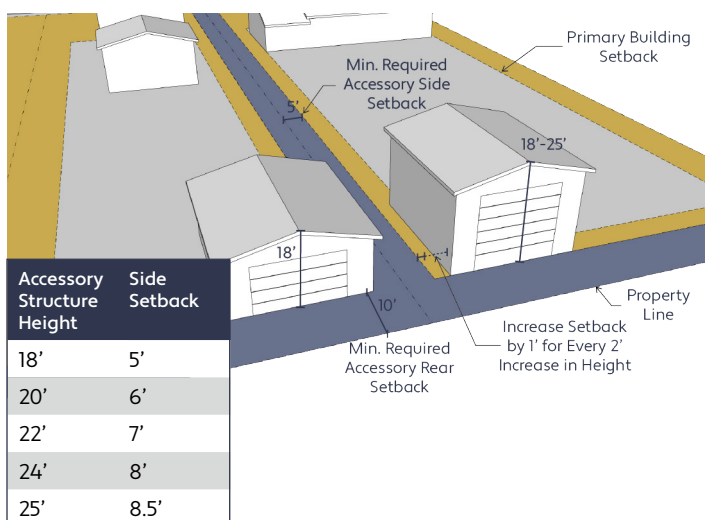 Primary Building
Setback
Min. Required
Accessory Side
Setback
5’
18’-25’
18’
10’
Property
Line
Increase Setback
by 1’ for Every 2’
Increase in Height
Min. Required
Accessory Rear
Setback
Accessory Structure Height Side Setback
18’ 5’
20’ 6’
22’ 7’
24’ 8’
25’ 8.5’